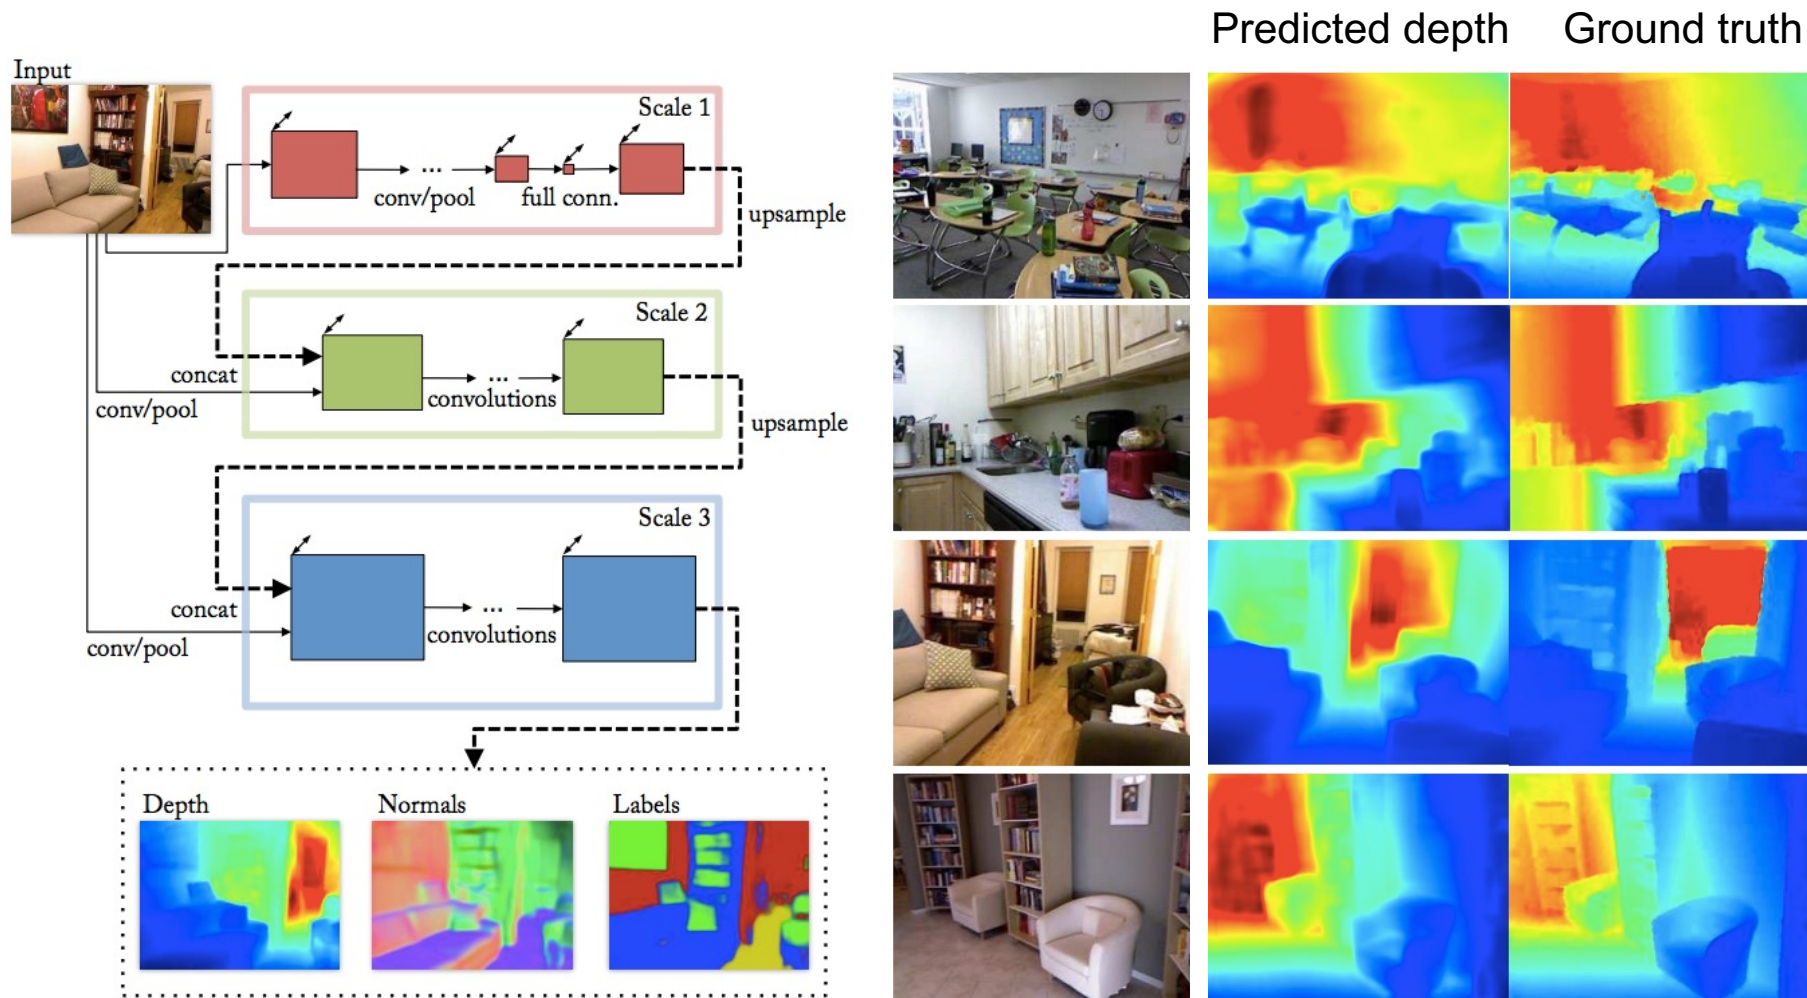 Predicted depth
Ground truth
Input
Scale 1
...
conv/pool
full conn.
upsample
Scale 2
concat
...
convolutions
conv/pool
upsample
Scale 3
concat
...
convolutions
conv/pool
Depth
Normals
Labels